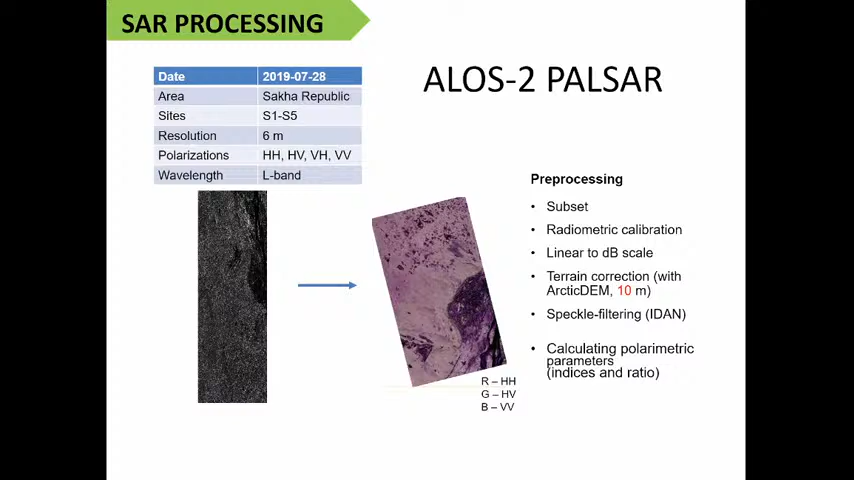 SAR PROCESSING
ALOS-2 PALSAR
Date 2019-07-28
Area Sakha Republic
Sites S1-S5
Resolution 6 m
Polarizations HH, HV, VH, VV
Wavelength L-band
Preprocessing
• Subset
• Radiometric calibration
• Linear to dB scale
• Terrain correction (with
ArcticDEM, 10 m)
• Speckle-filtering (IDAN)
• Calculating polarimetric
parameters
(indices and ratio)
R – HH
G – HV
B – VV